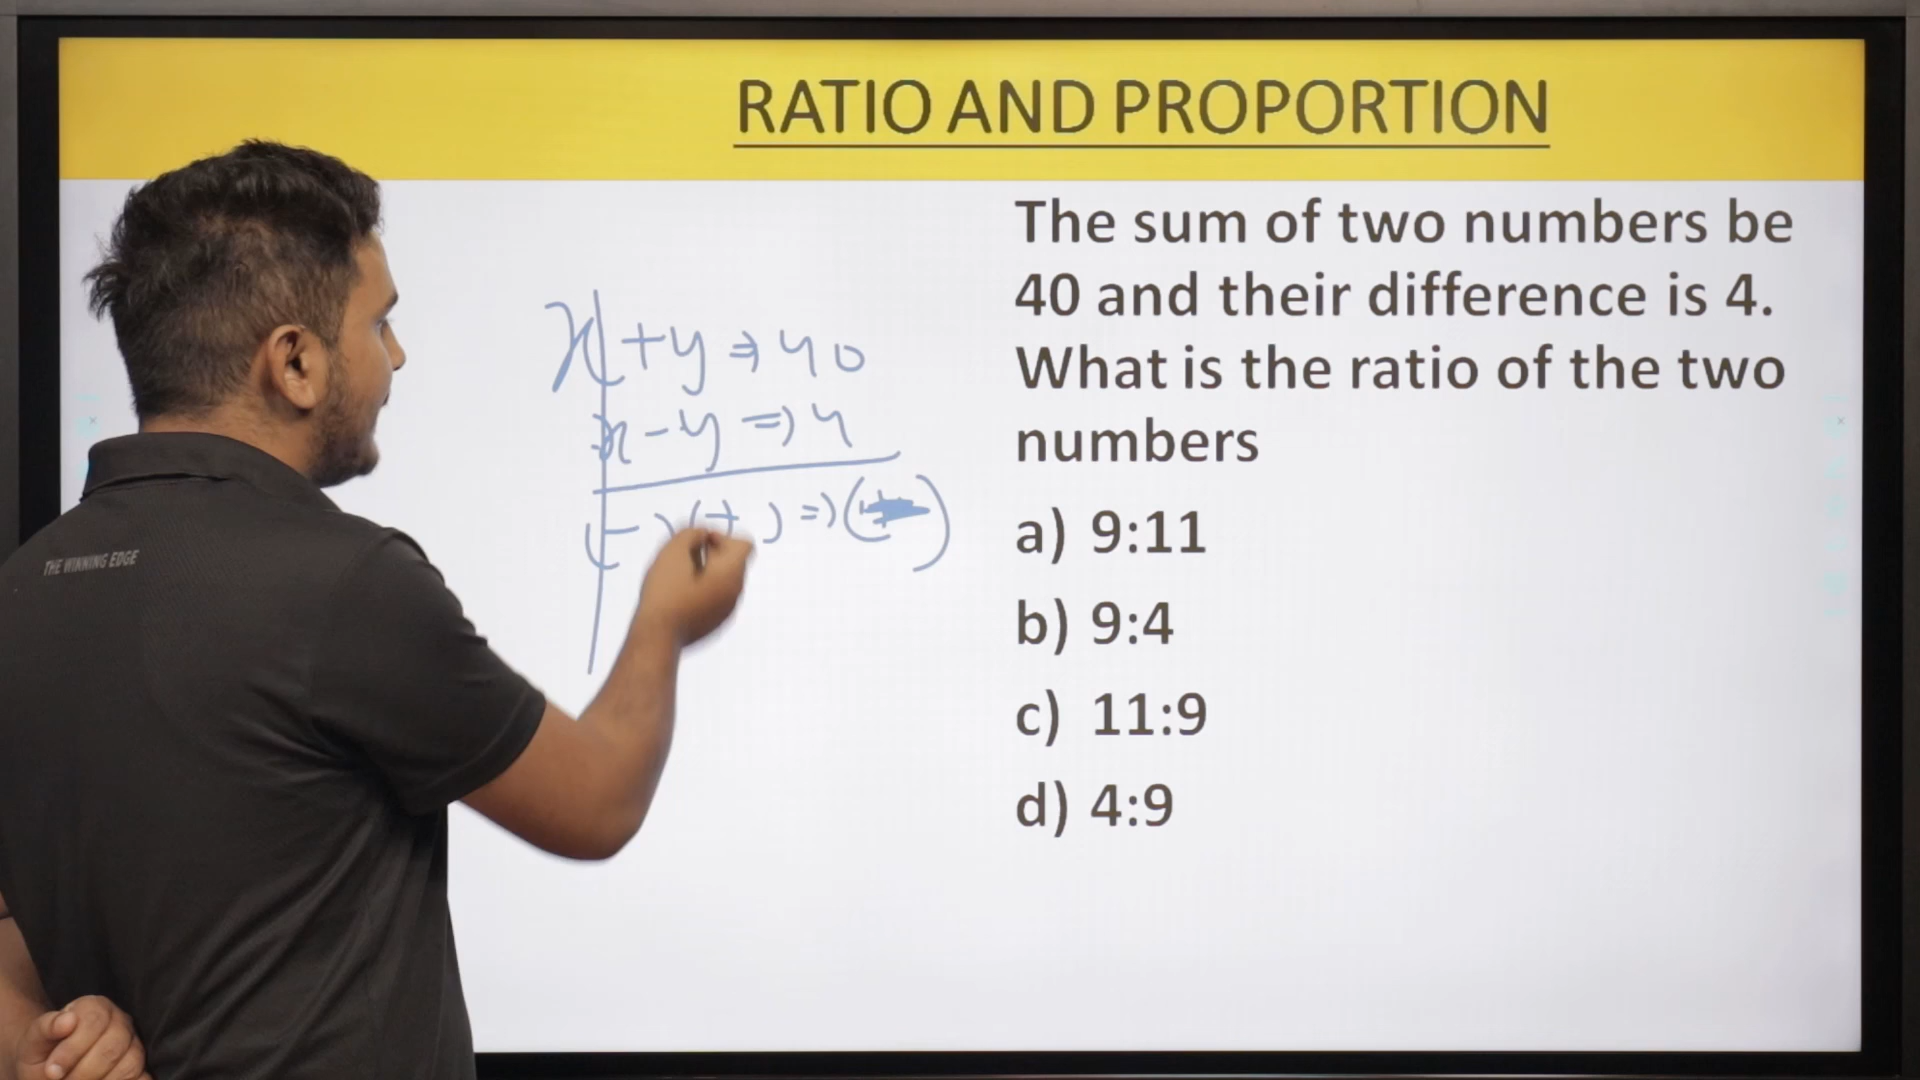 RATIO AND PROPORTION
The sum of two numbers be
40 and their difference is 4.
What is the ratio of the two
numbers
a) 9:11
b) 9:4
c) 11:9
d) 4:9
x + y ⇒ 40
x - y ⇒ 4
(-) (+) ⇒ ( )
THE WINNING EDGE